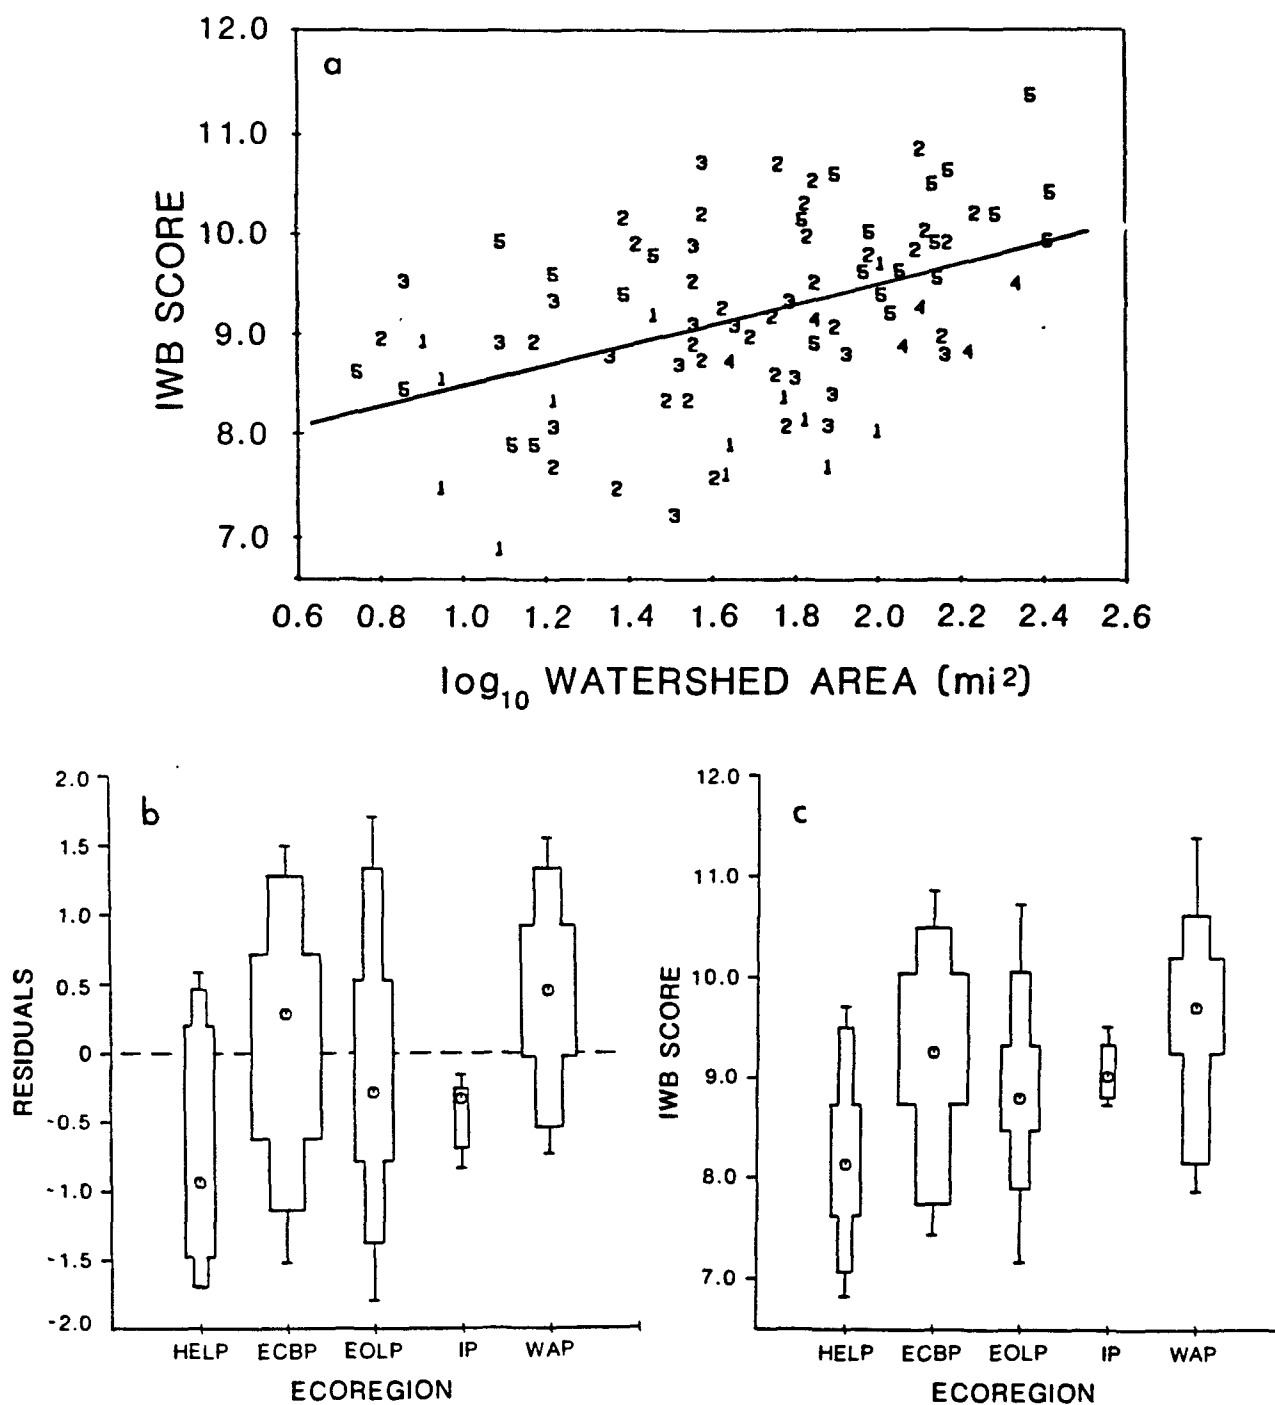 a
12.0
11.0
10.0
9.0
8.0
7.0
IWB SCORE
0.6 0.8 1.0 1.2 1.4 1.6 1.8 2.0 2.2 2.4 2.6
log10 WATERSHED AREA (mi2)
b
2.0
1.5
1.0
0.5
0
-0.5
-1.0
-1.5
-2.0
RESIDUALS
HELP ECBP EOLP IP WAP
ECOREGION
c
12.0
11.0
10.0
9.0
8.0
7.0
IWB SCORE
HELP ECBP EOLP IP WAP
ECOREGION